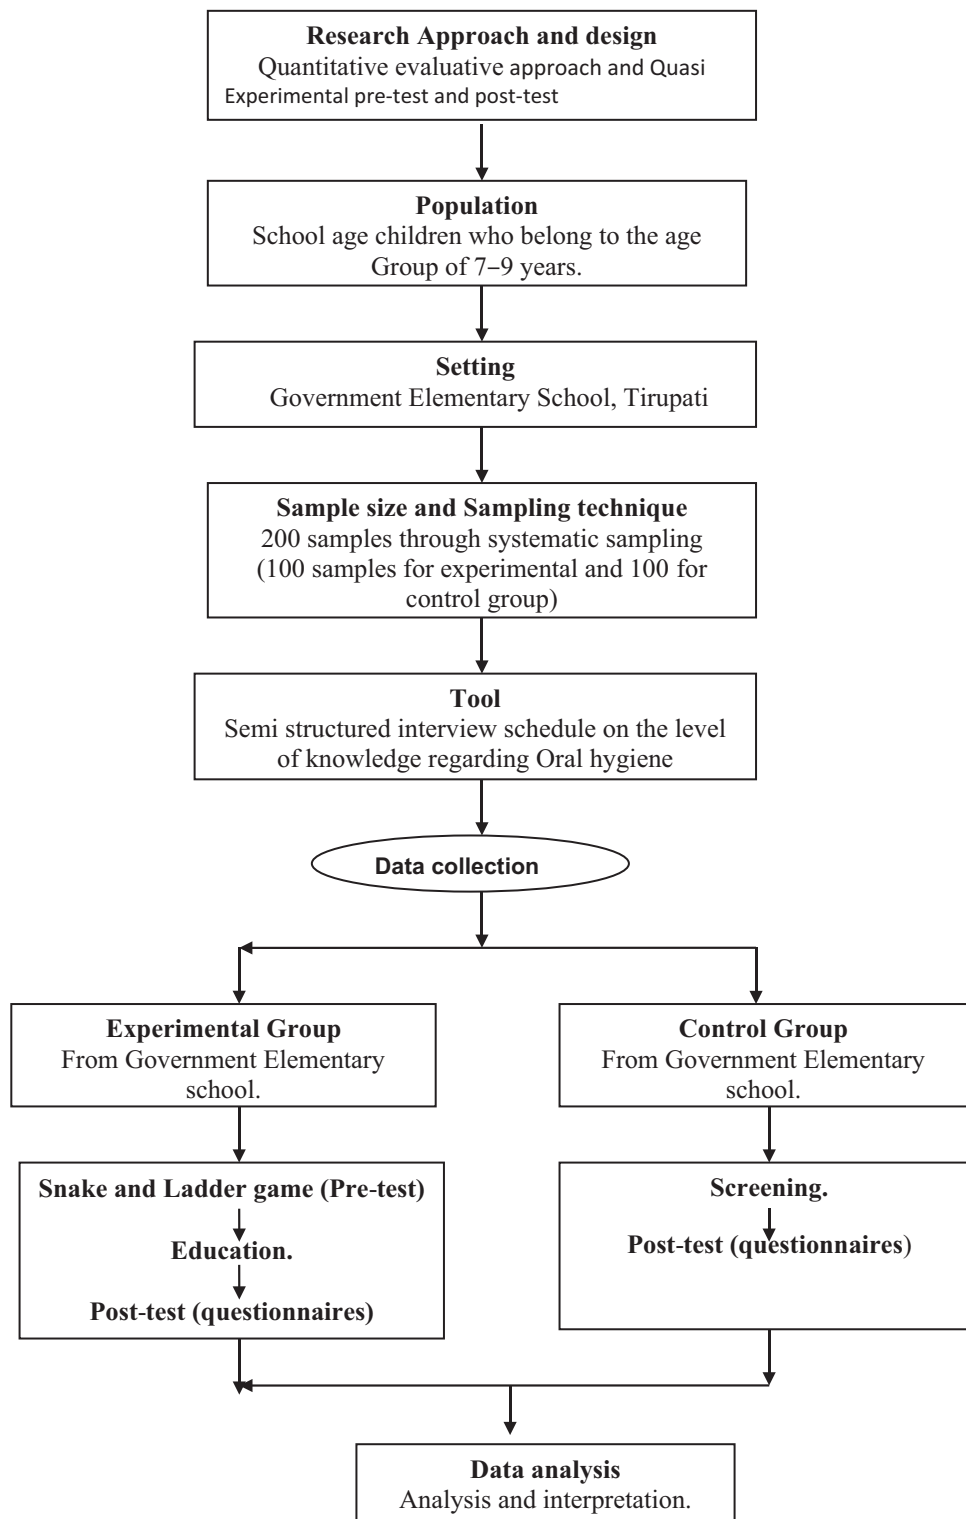 Research Approach and design
Quantitative evaluative approach and Quasi
Experimental pre-test and post-test
Population
School age children who belong to the age
Group of 7–9 years.
Setting
Government Elementary School, Tirupati
Sample size and Sampling technique
200 samples through systematic sampling
(100 samples for experimental and 100 for
control group)
Tool
Semi structured interview schedule on the level
of knowledge regarding Oral hygiene
Data collection
Experimental Group
From Government Elementary
school.
Control Group
From Government Elementary
school.
Snake and Ladder game (Pre-test)
Education.
Post-test (questionnaires)
Screening.
Post-test (questionnaires)
Data analysis
Analysis and interpretation.